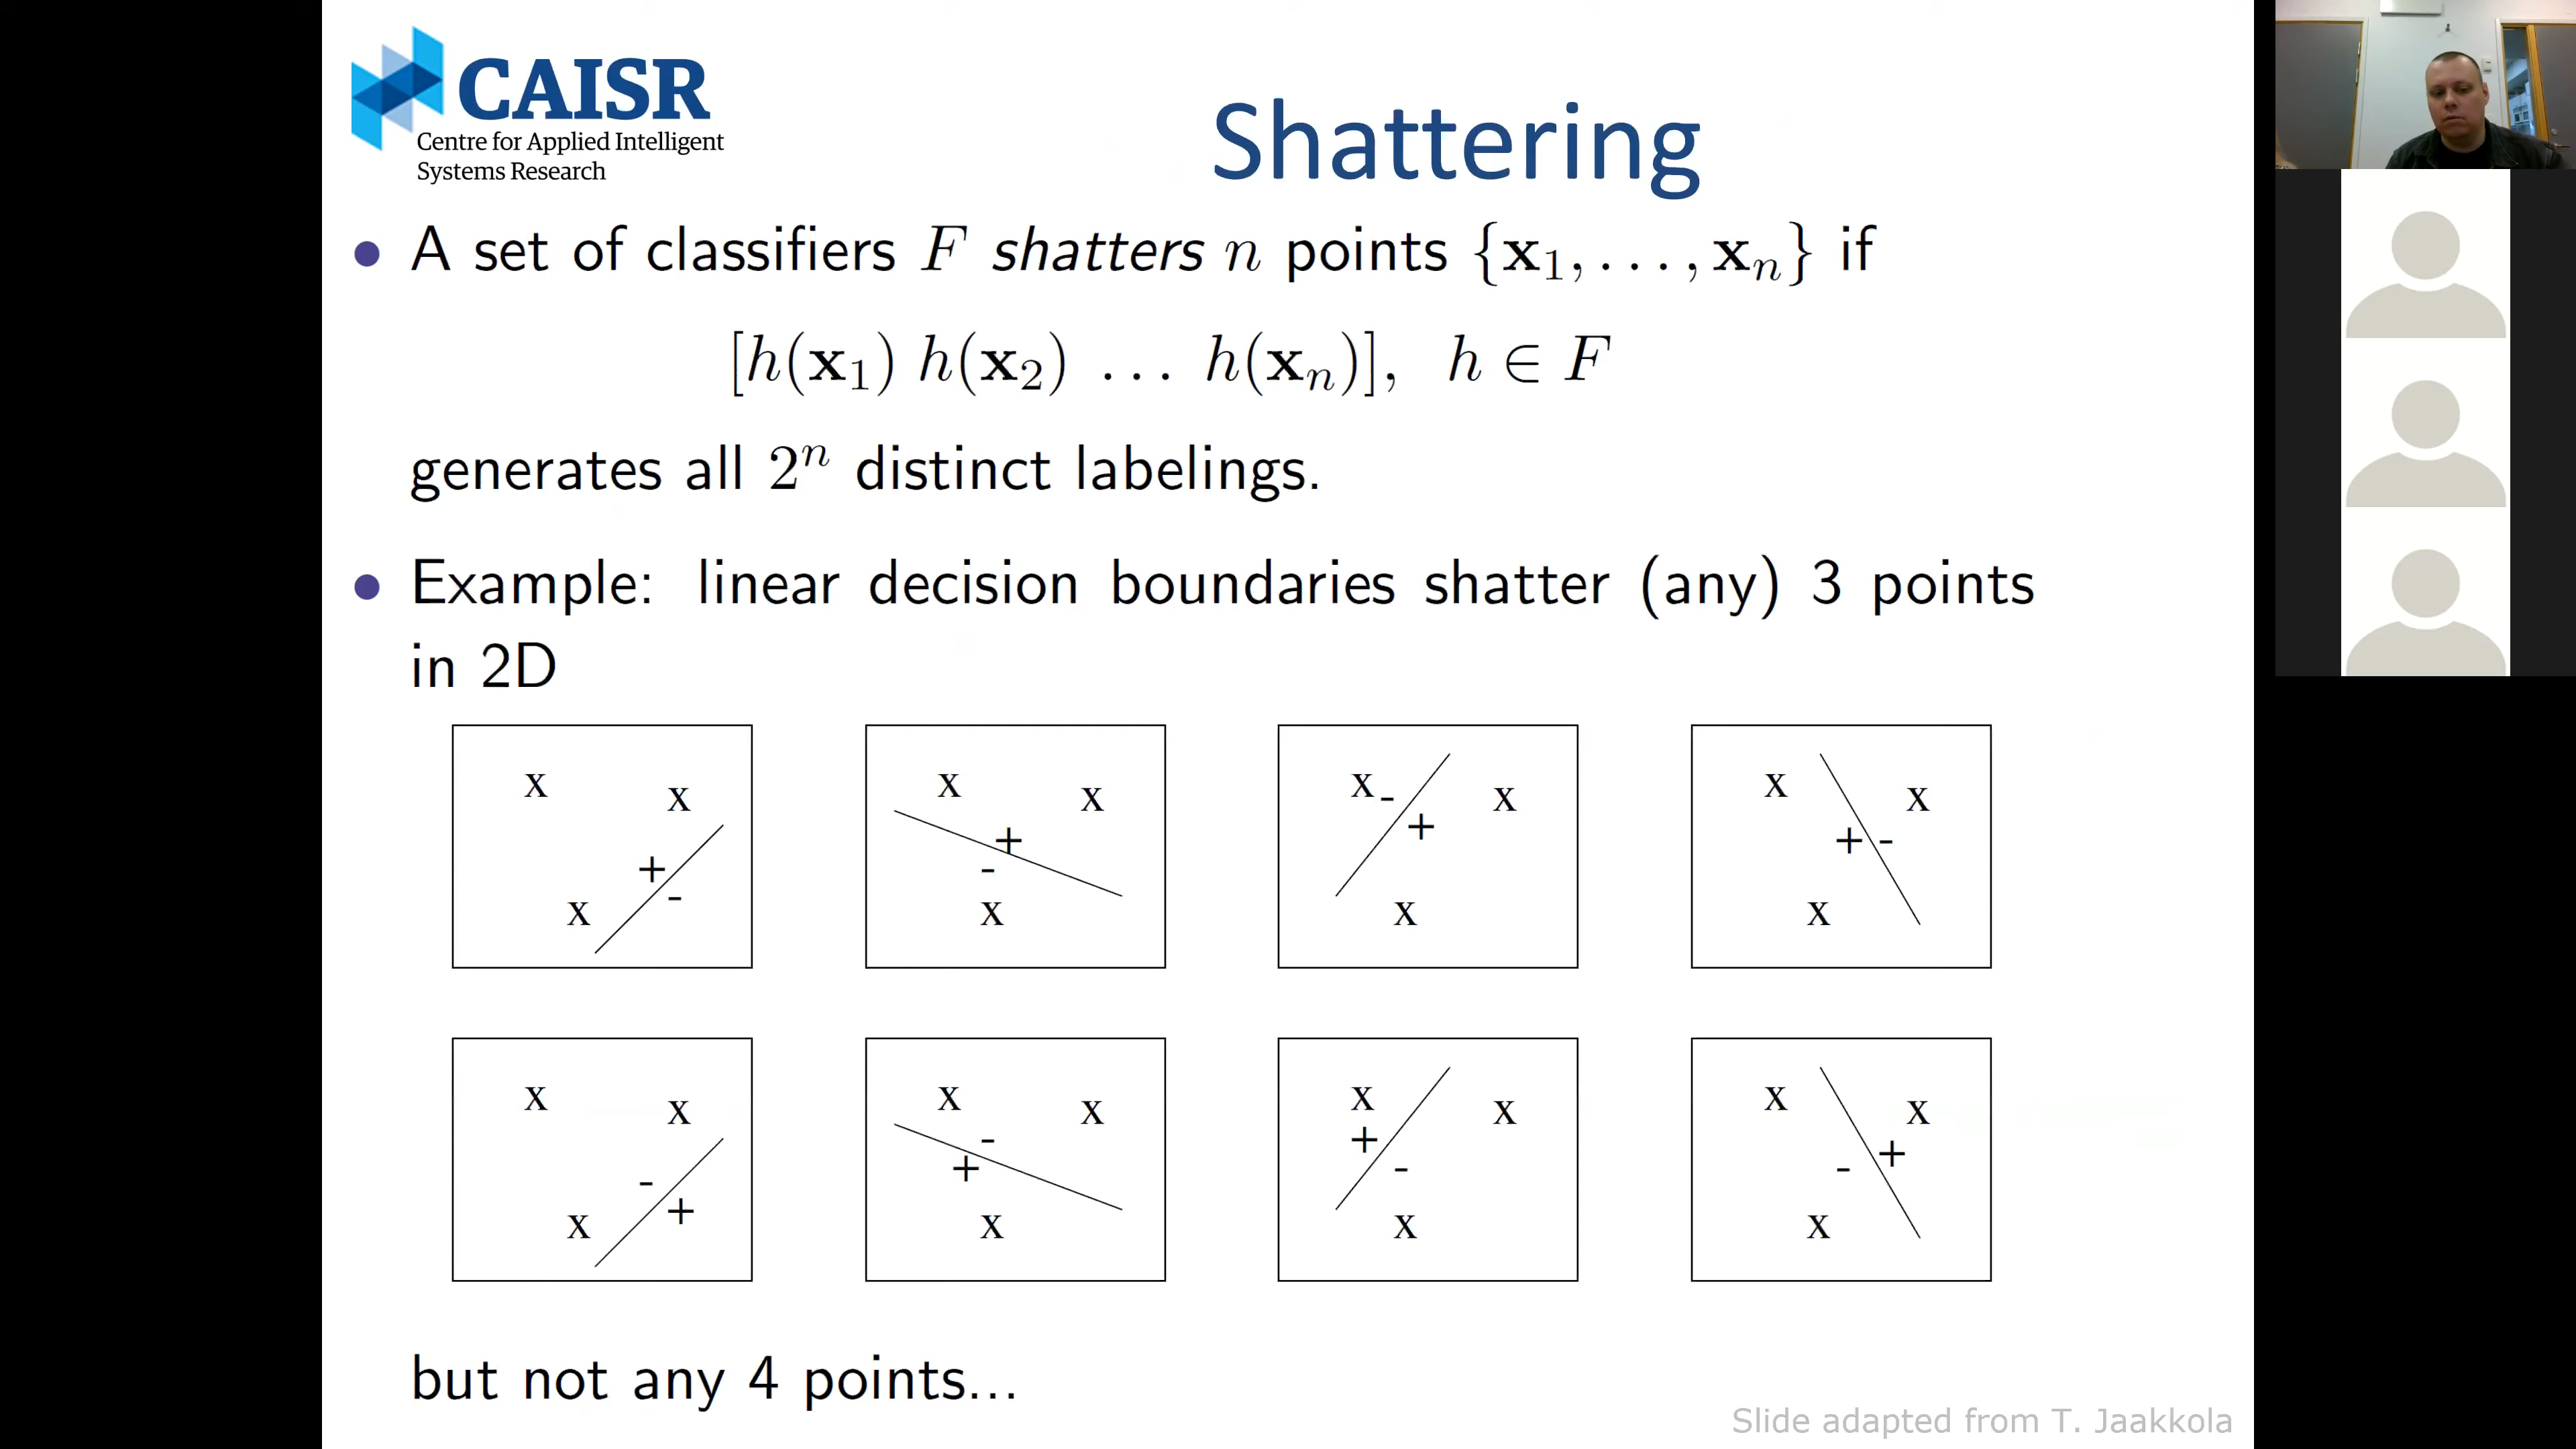 CAISR
Centre for Applied Intelligent
Systems Research
Shattering
• A set of classifiers F shatters n points {x₁, . . . , xₙ} if
[h(x₁) h(x₂) . . . h(xₙ)], h ∈ F
generates all 2ⁿ distinct labelings.
• Example: linear decision boundaries shatter (any) 3 points
in 2D
x x + - x
x x + - x
x - + x x
x + - x x
x x - + x
x x - + x
x + - x x
x x + - x
but not any 4 points...
Slide adapted from T. Jaakkola